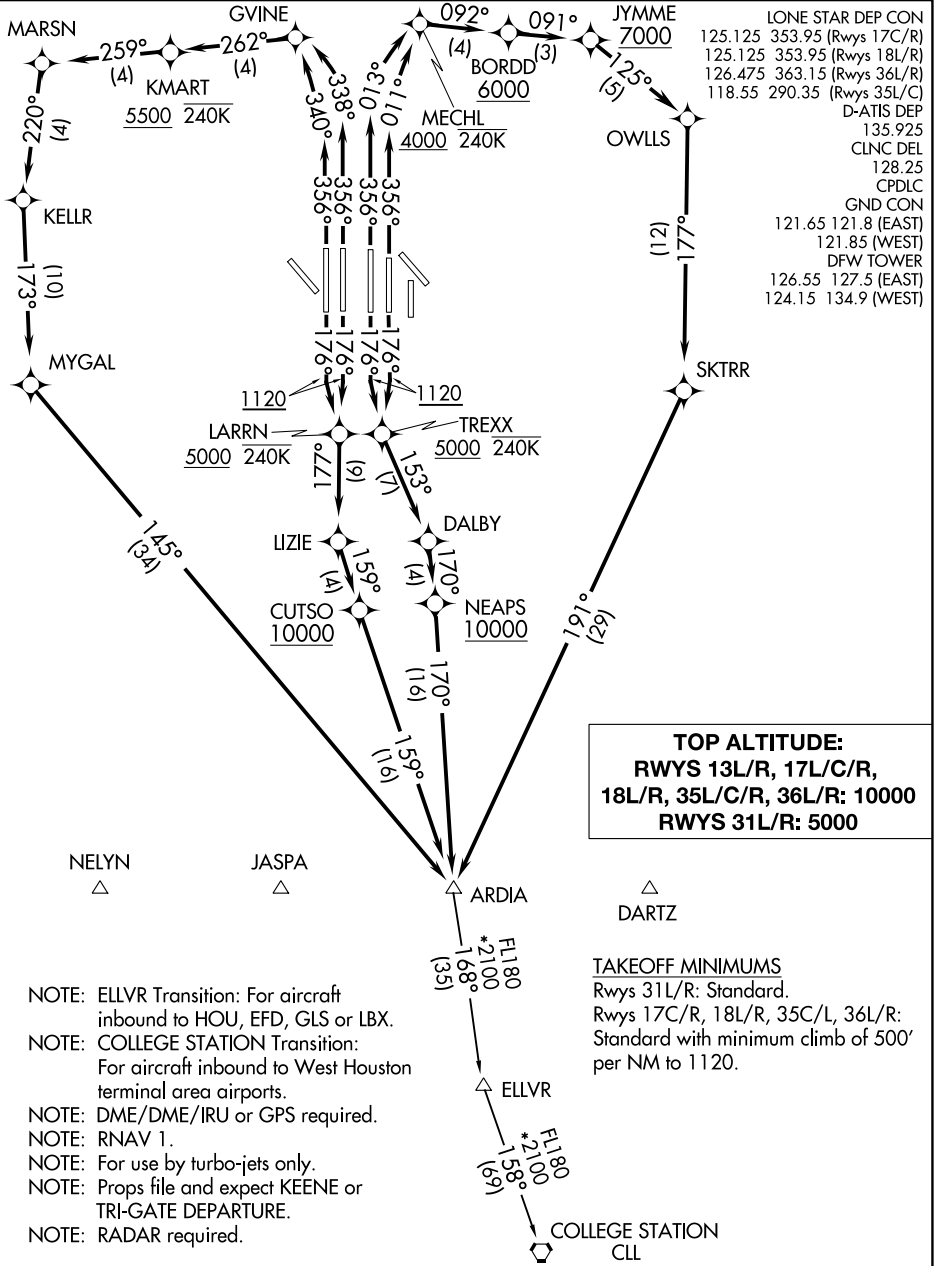 LONE STAR DEP CON
125.125 353.95 (Rwys 17C/R)
125.125 353.95 (Rwys 18L/R)
126.475 363.15 (Rwys 36L/R)
118.55 290.35 (Rwys 35L/C)
D-ATIS DEP
135.925
CLNC DEL
128.25
CPDLC
GND CON
121.65 121.8 (EAST)
121.85 (WEST)
DFW TOWER
126.55 127.5 (EAST)
124.15 134.9 (WEST)
MARSN
259°
(4)
KMART
5500 240K
262°
(4)
GVINE
338°
340°
356°
356°
013°
011°
356°
356°
MECHL
4000 240K
092°
(4)
BORDD
6000
091°
(3)
JYMME
7000
125°
(5)
OWLLS
177°
(12)
SKTRR
191°
(29)
220°
(4)
KELLR
173°
(10)
MYGAL
145°
(34)
176°
176°
176°
176°
1120
1120
LARRN
5000 240K
TREXX
5000 240K
177°
(9)
153°
(7)
LIZIE
DALBY
159°
(4)
170°
(4)
CUTSO
10000
NEAPS
10000
159°
(16)
170°
(16)
TOP ALTITUDE:
RWYS 13L/R, 17L/C/R,
18L/R, 35L/C/R, 36L/R: 10000
RWYS 31L/R: 5000
NELYN
JASPA
ARDIA
DARTZ
FL180
*2100
168°
(35)
ELLVR
FL180
*2100
158°
(69)
COLLEGE STATION
CLL
TAKEOFF MINIMUMS
Rwys 31L/R: Standard.
Rwys 17C/R, 18L/R, 35C/L, 36L/R:
Standard with minimum climb of 500'
per NM to 1120.
NOTE: ELLVR Transition: For aircraft
inbound to HOU, EFD, GLS or LBX.
NOTE: COLLEGE STATION Transition:
For aircraft inbound to West Houston
terminal area airports.
NOTE: DME/DME/IRU or GPS required.
NOTE: RNAV 1.
NOTE: For use by turbo-jets only.
NOTE: Props file and expect KEENE or
TRI-GATE DEPARTURE.
NOTE: RADAR required.